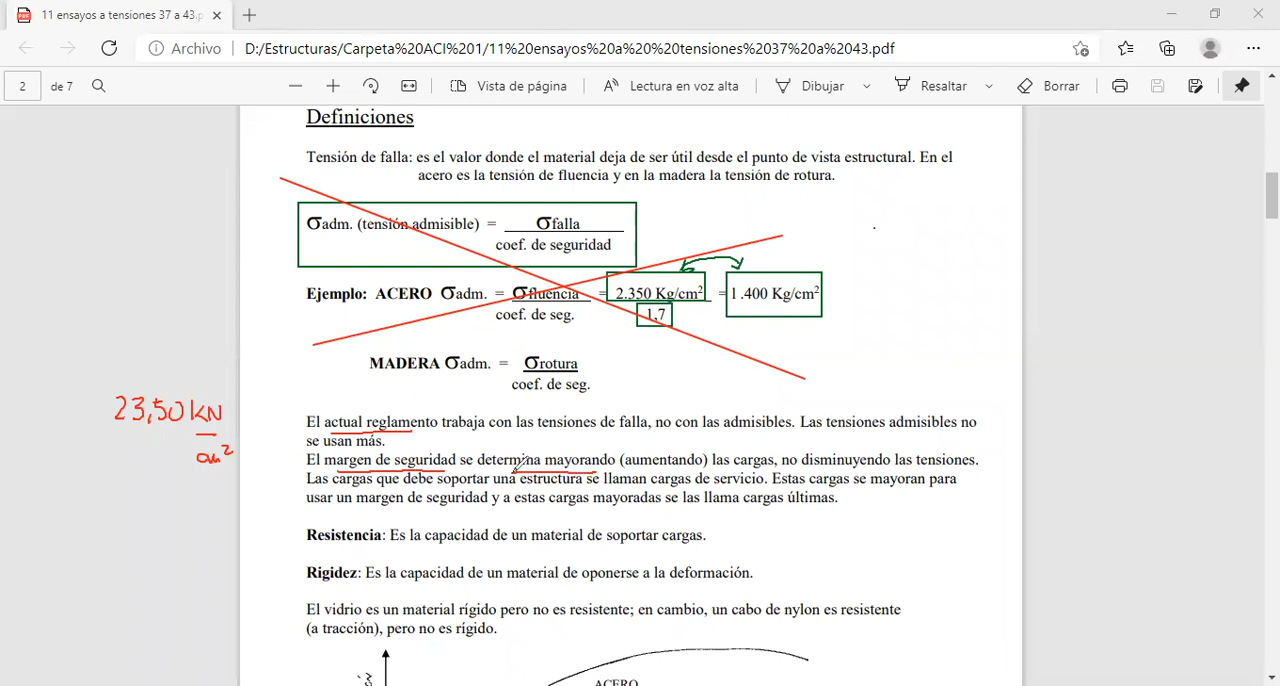 11 ensayos a tensiones 37 a 43.p
Archivo
D:/Estructuras/Carpeta%20ACI%201/11%20ensayos%20a%20%20tensiones%2037%20a%2043.pdf
2
de 7
Vista de página
Lectura en voz alta
Dibujar
Resaltar
Borrar
Definiciones
Tensión de falla: es el valor donde el material deja de ser útil desde el punto de vista estructural. En el
acero es la tensión de fluencia y en la madera la tensión de rotura.
σadm. (tensión admisible) = σfalla
coef. de seguridad
Ejemplo: ACERO σadm. = σfluencia = 2.350 Kg/cm² = 1.400 Kg/cm²
coef. de seg. 1,7
MADERA σadm. = σrotura
coef. de seg.
23,50 kN
cm²
El actual reglamento trabaja con las tensiones de falla, no con las admisibles. Las tensiones admisibles no
se usan más.
El margen de seguridad se determina mayorando (aumentando) las cargas, no disminuyendo las tensiones.
Las cargas que debe soportar una estructura se llaman cargas de servicio. Estas cargas se mayoran para
usar un margen de seguridad y a estas cargas mayoradas se las llama cargas últimas.
Resistencia: Es la capacidad de un material de soportar cargas.
Rigidez: Es la capacidad de un material de oponerse a la deformación.
El vidrio es un material rígido pero no es resistente; en cambio, un cabo de nylon es resistente
(a tracción), pero no es rígido.
ACERO